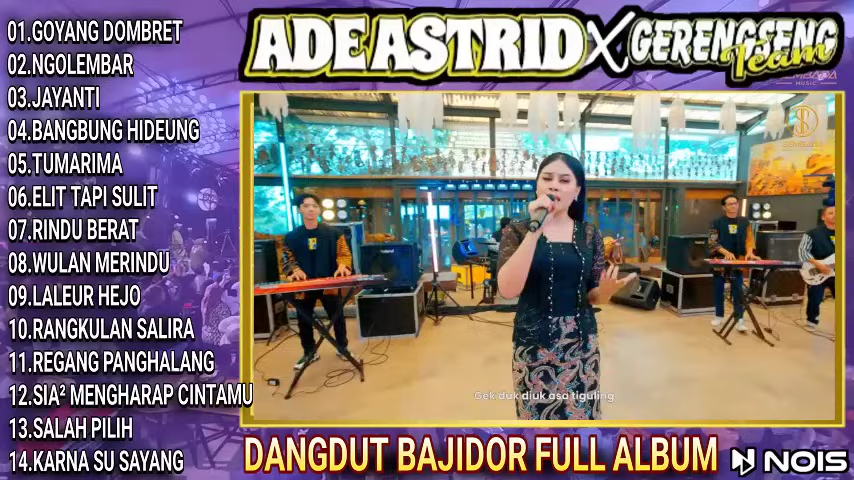 ADE ASTRID X GERENGSENG
Team
SEMBADA
MUSIC
01.GOYANG DOMBRET
02.NGOLEMBAR
03.JAYANTI
04.BANGBUNG HIDEUNG
05.TUMARIMA
06.ELIT TAPI SULIT
07.RINDU BERAT
08.WULAN MERINDU
09.LALEUR HEJO
10.RANGKULAN SALIRA
11.REGANG PANGHALANG
12.SIA² MENGHARAP CINTAMU
13.SALAH PILIH
14.KARNA SU SAYANG
Gek duk diuk asa tiguling
DANGDUT BAJIDOR FULL ALBUM
NOIS